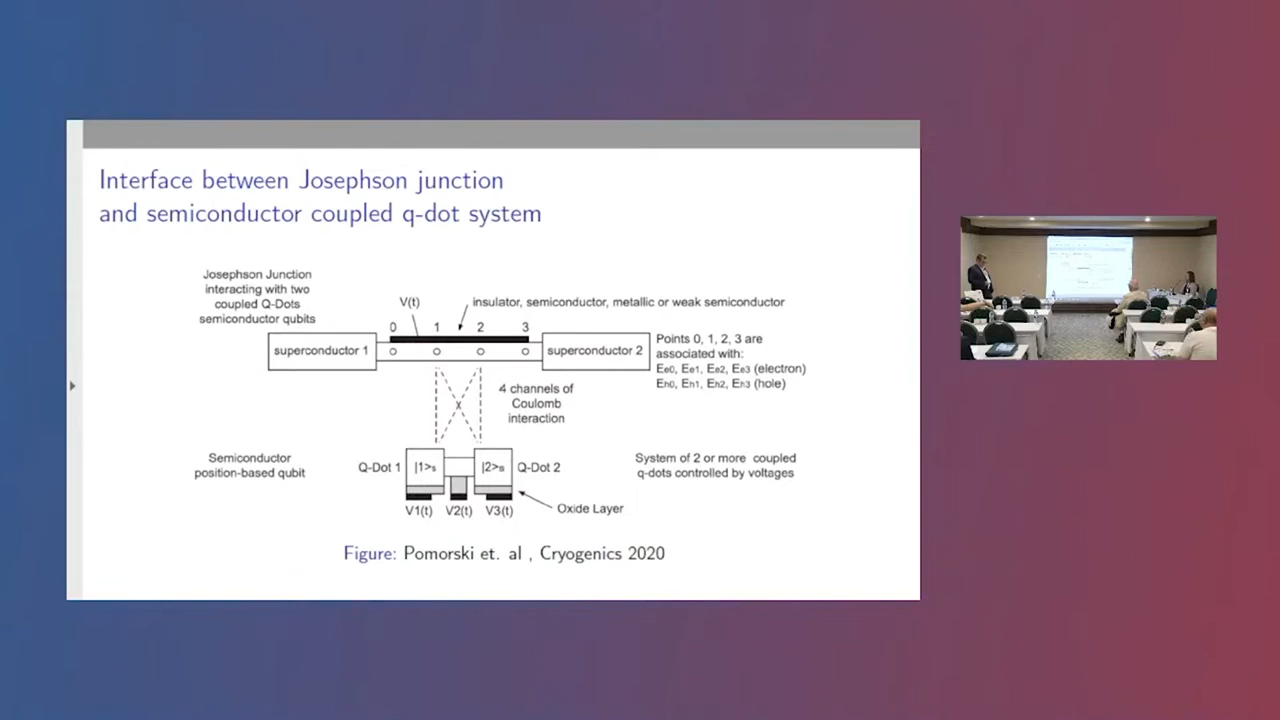 Interface between Josephson junction
and semiconductor coupled q-dot system
Josephson Junction
interacting with two
coupled Q-Dots
semiconductor qubits
V(t)
insulator, semiconductor, metallic or weak semiconductor
0 1 2 3
superconductor 1
superconductor 2
Points 0, 1, 2, 3 are
associated with:
Ee0, Ee1, Ee2, Ee3 (electron)
Eh0, Eh1, Eh2, Eh3 (hole)
4 channels of
Coulomb
interaction
Semiconductor
position-based qubit
Q-Dot 1
|1>s
|2>s
Q-Dot 2
System of 2 or more coupled
q-dots controlled by voltages
V1(t) V2(t) V3(t)
Oxide Layer
Figure: Pomorski et. al , Cryogenics 2020